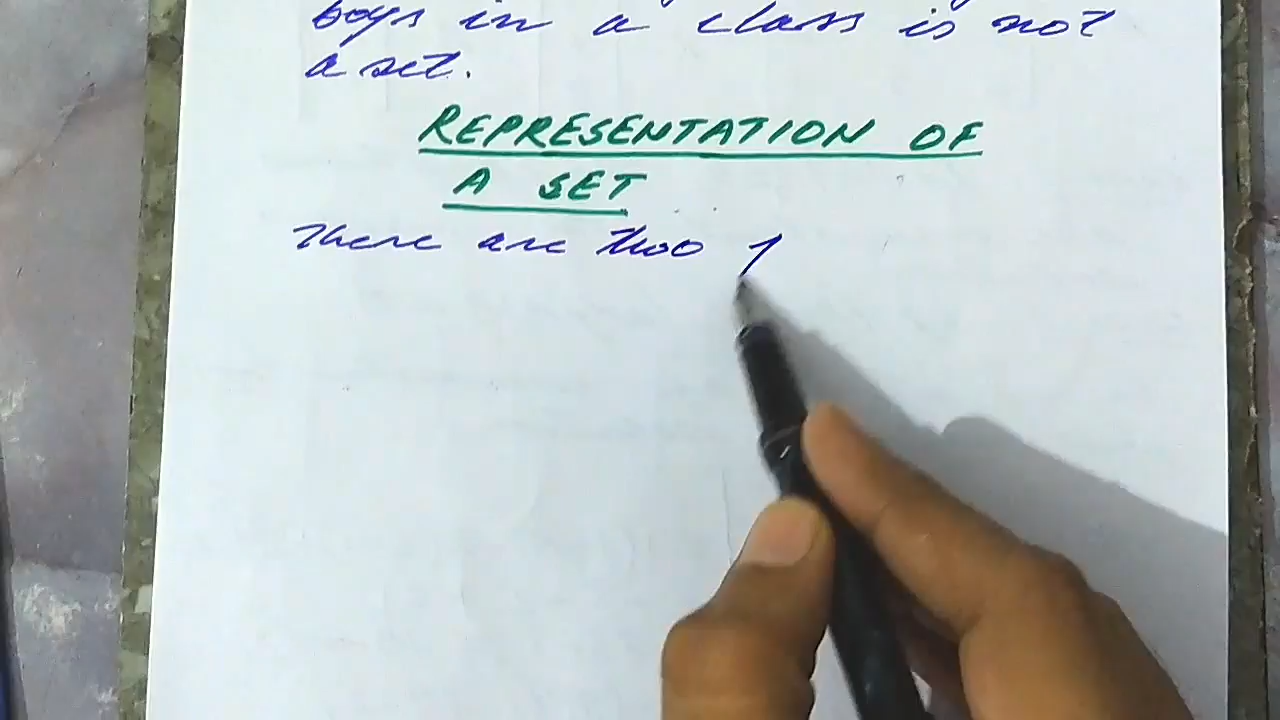 boys in a class is not
a set.
REPRESENTATION OF
A SET
There are two